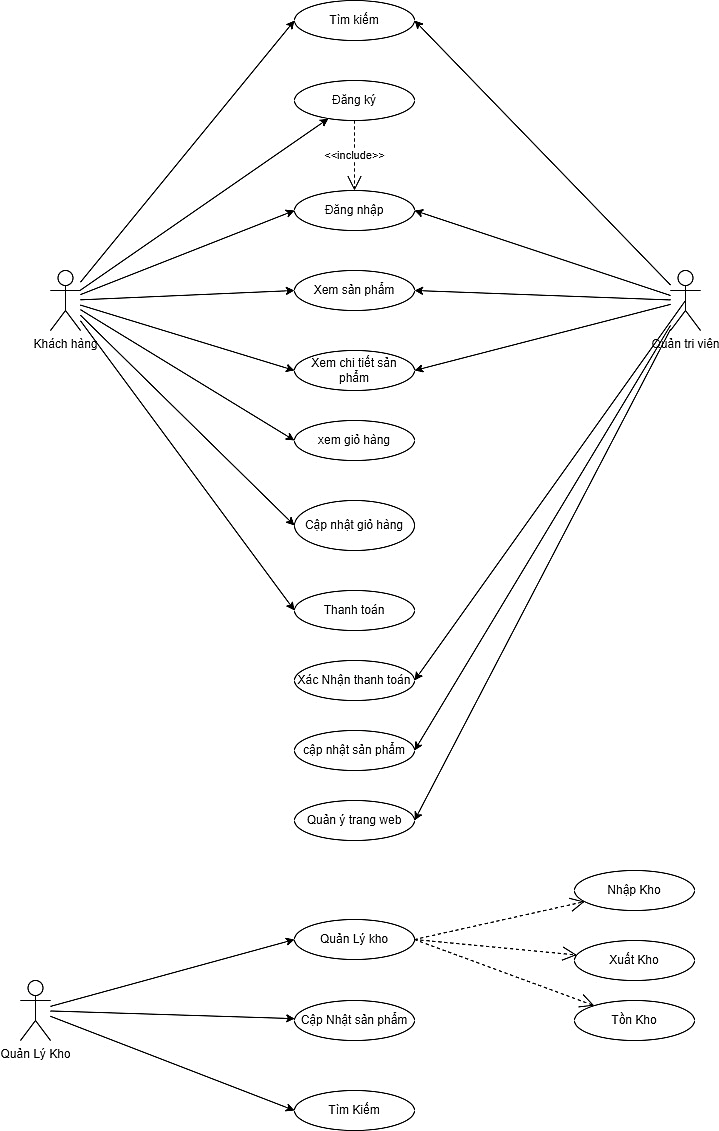 Tìm kiếm
Đăng ký
<<include>>
Đăng nhập
Xem sản phẩm
Khách hàng
Quản tri viên
Xem chi tiết sản
phẩm
xem giỏ hàng
Cập nhật giỏ hàng
Thanh toán
Xác Nhận thanh toán
cập nhật sản phẩm
Quản ý trang web
Nhập Kho
Quản Lý kho
Xuất Kho
Cập Nhật sản phẩm
Tồn Kho
Quản Lý Kho
Tìm Kiếm